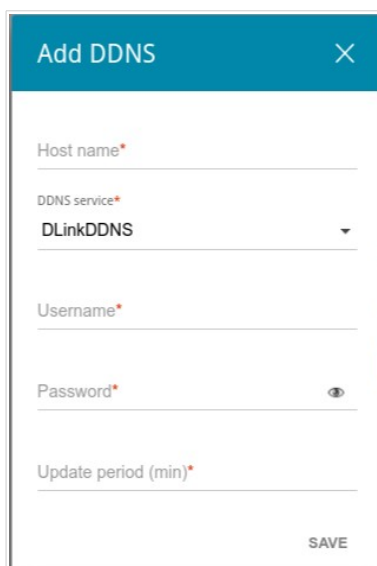 Add DDNS
Host name*
DDNS service*
DLinkDDNS
Username*
Password*
Update period (min)*
SAVE